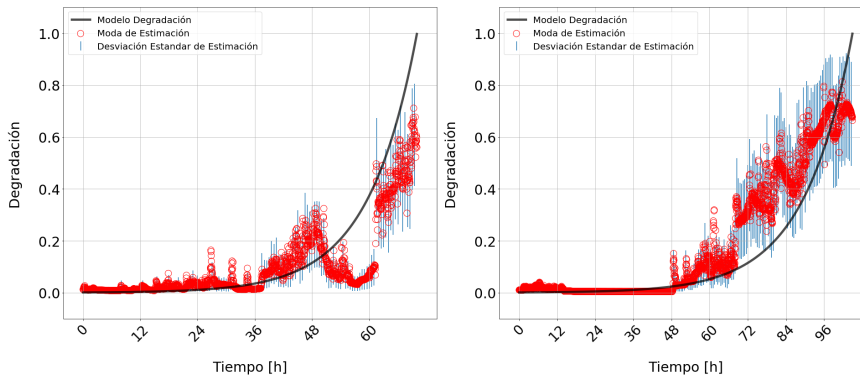 Modelo Degradación
Moda de Estimación
Desviación Estandar de Estimación
1.0
0.8
0.6
0.4
0.2
0.0
Degradación
0
12
24
36
48
60
Tiempo [h]
Modelo Degradación
Moda de Estimación
Desviación Estandar de Estimación
1.0
0.8
0.6
0.4
0.2
0.0
Degradación
0
12
24
36
48
60
72
84
96
Tiempo [h]